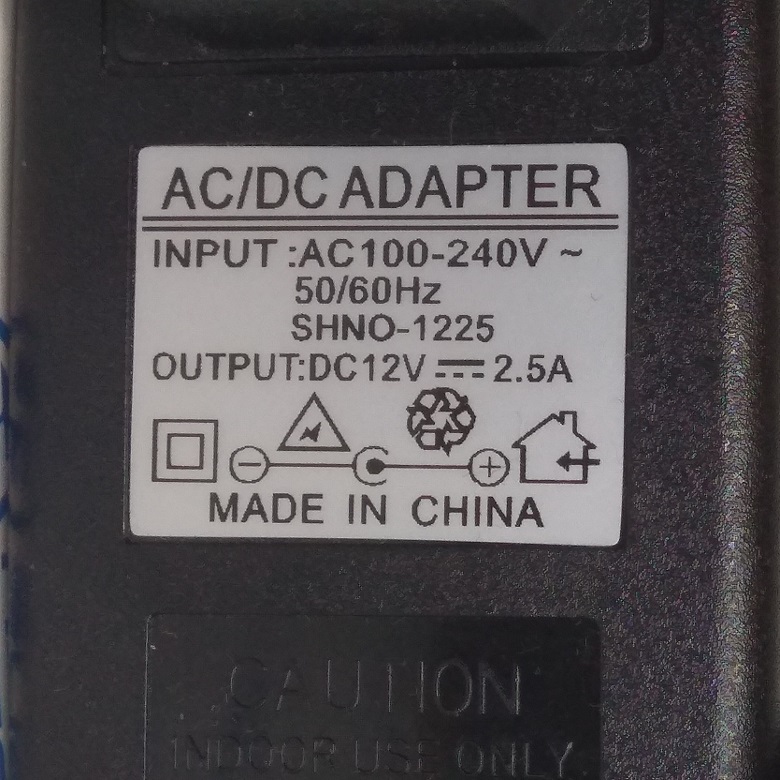 AC/DC ADAPTER
INPUT :AC100-240V ~
50/60Hz
SHNO-1225
OUTPUT:DC12V ⎓ 2.5A
MADE IN CHINA
CAUTION
INDOOR USE ONLY